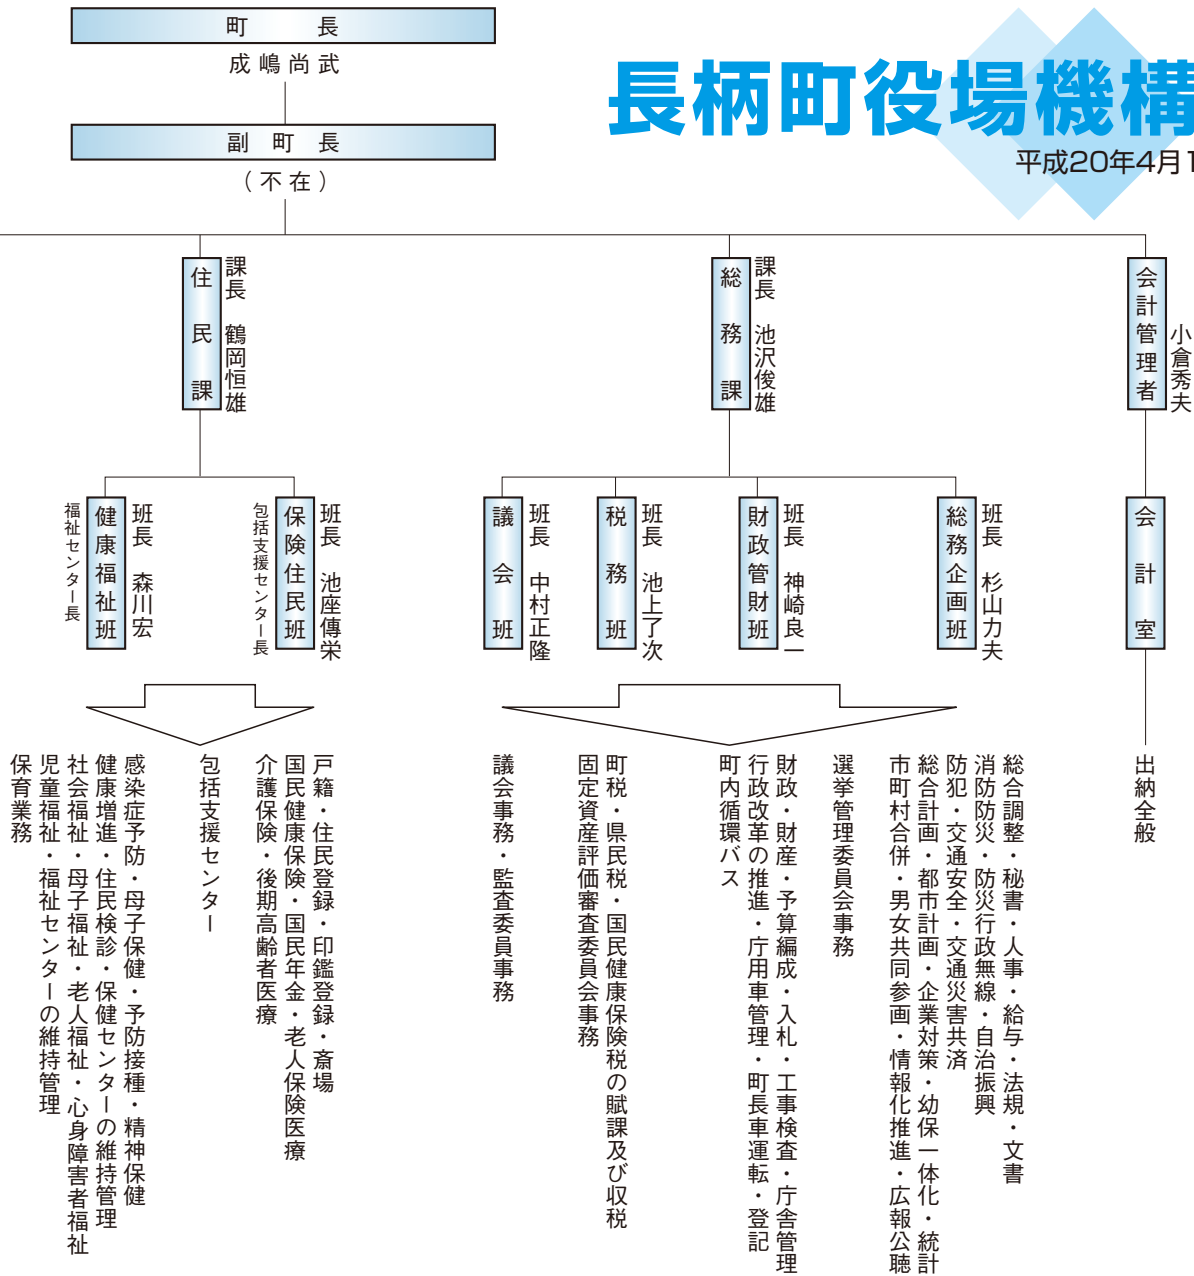 長柄町役場機構
平成20年4月1
町長
成嶋尚武
副町長
（不在）
会計管理者
小倉秀夫
総務課
課長 池沢俊雄
住民課
課長 鶴岡恒雄
会計室
総務企画班
班長 杉山力夫
財政管財班
班長 神崎良一
税務班
班長 池上了次
議会班
班長 中村正隆
保険住民班
班長 池座傳栄
包括支援センター長
健康福祉班
班長 森川宏
福祉センター長
出納全般
総合調整・秘書・人事・給与・法規・文書
消防防災・防災行政無線・自治振興
防犯・交通安全・交通災害共済
総合計画・都市計画・企業対策・幼保一体化・統計
市町村合併・男女共同参画・情報化推進・広報公聴
選挙管理委員会事務
財政・財産・予算編成・入札・工事検査・庁舎管理
行政改革の推進・庁用車管理・町長車運転・登記
町内循環バス
町税・県民税・国民健康保険税の賦課及び収税
固定資産評価審査委員会事務
議会事務・監査委員事務
戸籍・住民登録・印鑑登録・斎場
国民健康保険・国民年金・老人保険医療
介護保険・後期高齢者医療
包括支援センター
感染症予防・母子保健・予防接種・精神保健
健康増進・住民検診・保健センターの維持管理
社会福祉・母子福祉・老人福祉・心身障害者福祉
児童福祉・福祉センターの維持管理
保育業務